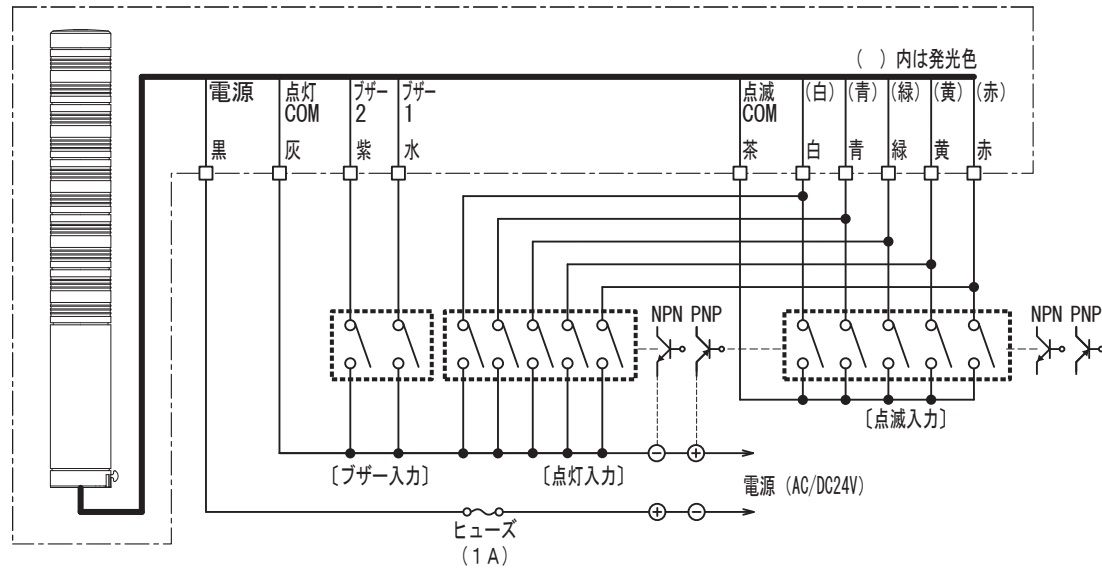 ( )内は発光色
電源
点灯
COM
ブザー
2
ブザー
1
点滅
COM
(白)
(青)
(緑)
(黄)
(赤)
黒
灰
紫
水
茶
白
青
緑
黄
赤
NPN PNP
NPN PNP
〔点滅入力〕
〔ブザー入力〕
〔点灯入力〕
− +
電源 (AC/DC24V)
+ −
ヒューズ
(1A)